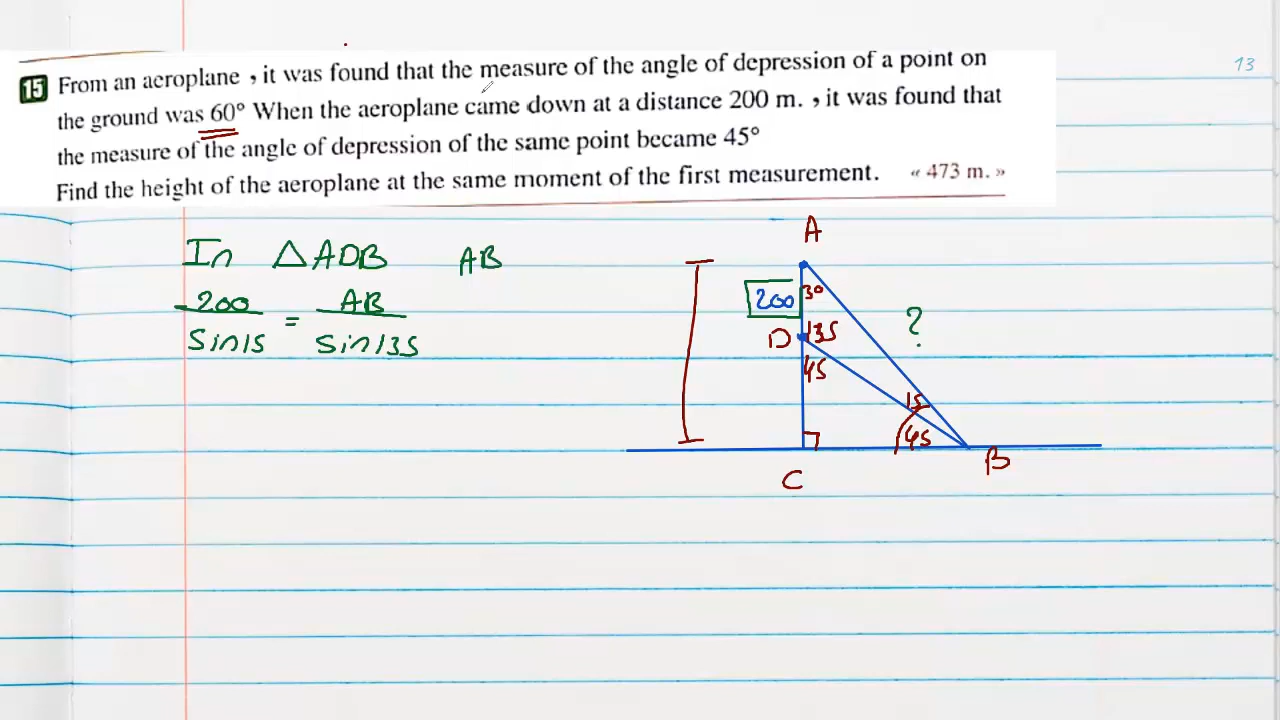 13
15 From an aeroplane , it was found that the measure of the angle of depression of a point on
the ground was 60° When the aeroplane came down at a distance 200 m. , it was found that
the measure of the angle of depression of the same point became 45°
Find the height of the aeroplane at the same moment of the first measurement. « 473 m. »
In △ADB AB
200 / Sin15 = AB / Sin135
A
200 30
D 135
45
?
15
45
B
C